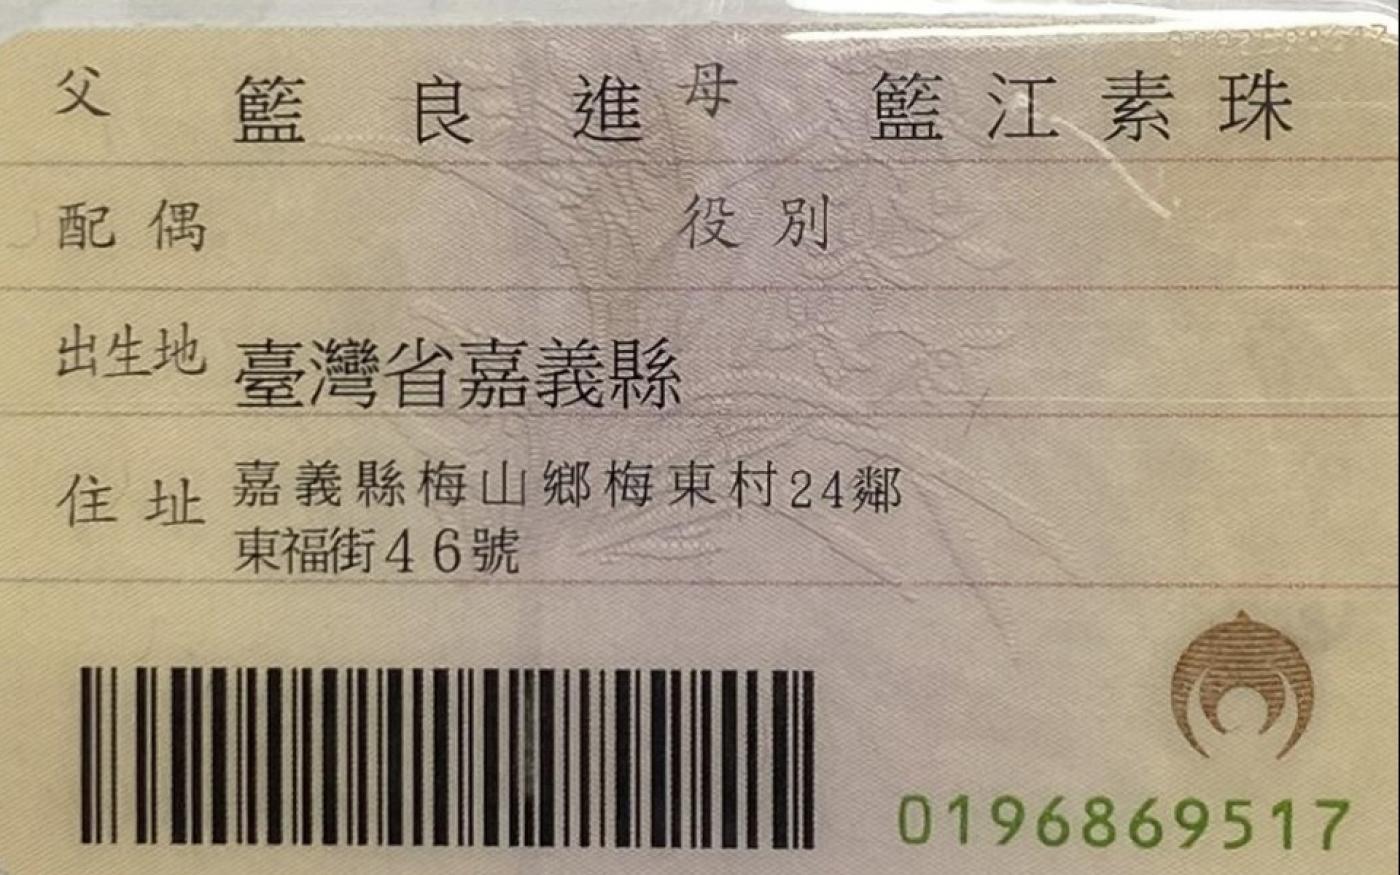 父 籃良進 母 籃江素珠
配偶 役別
出生地 臺灣省嘉義縣
住址 嘉義縣梅山鄉梅東村24鄰
東福街46號
0196869517